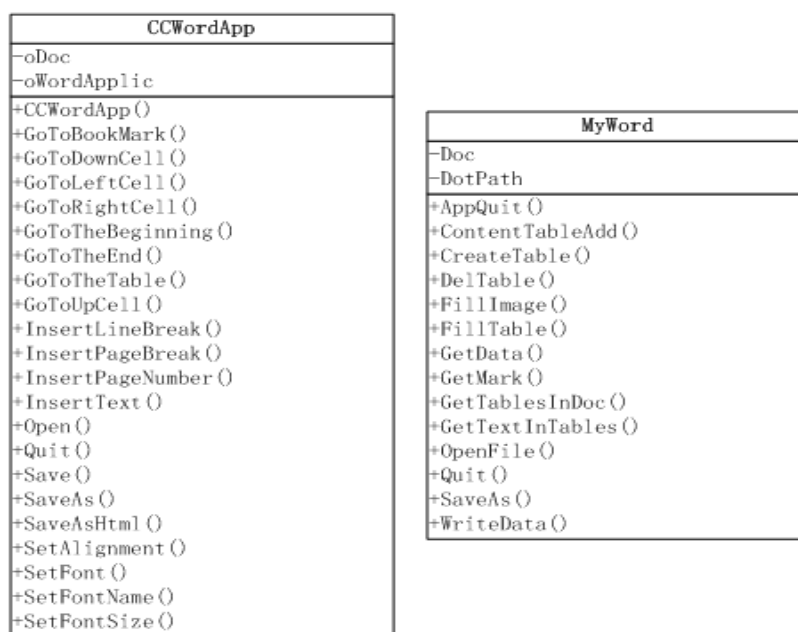 CCWordApp
-oDoc
-oWordApplic
+CCWordApp()
+GoToBookMark()
+GoToDownCell()
+GoToLeftCell()
+GoToRightCell()
+GoToTheBeginning()
+GoToTheEnd()
+GoToTheTable()
+GoToUpCell()
+InsertLineBreak()
+InsertPageBreak()
+InsertPageNumber()
+InsertText()
+Open()
+Quit()
+Save()
+SaveAs()
+SaveAsHtml()
+SetAlignment()
+SetFont()
+SetFontName()
+SetFontSize()
MyWord
-Doc
-DotPath
+AppQuit()
+ContentTableAdd()
+CreateTable()
+DelTable()
+FillImage()
+FillTable()
+GetData()
+GetMark()
+GetTablesInDoc()
+GetTextInTables()
+OpenFile()
+Quit()
+SaveAs()
+WriteData()